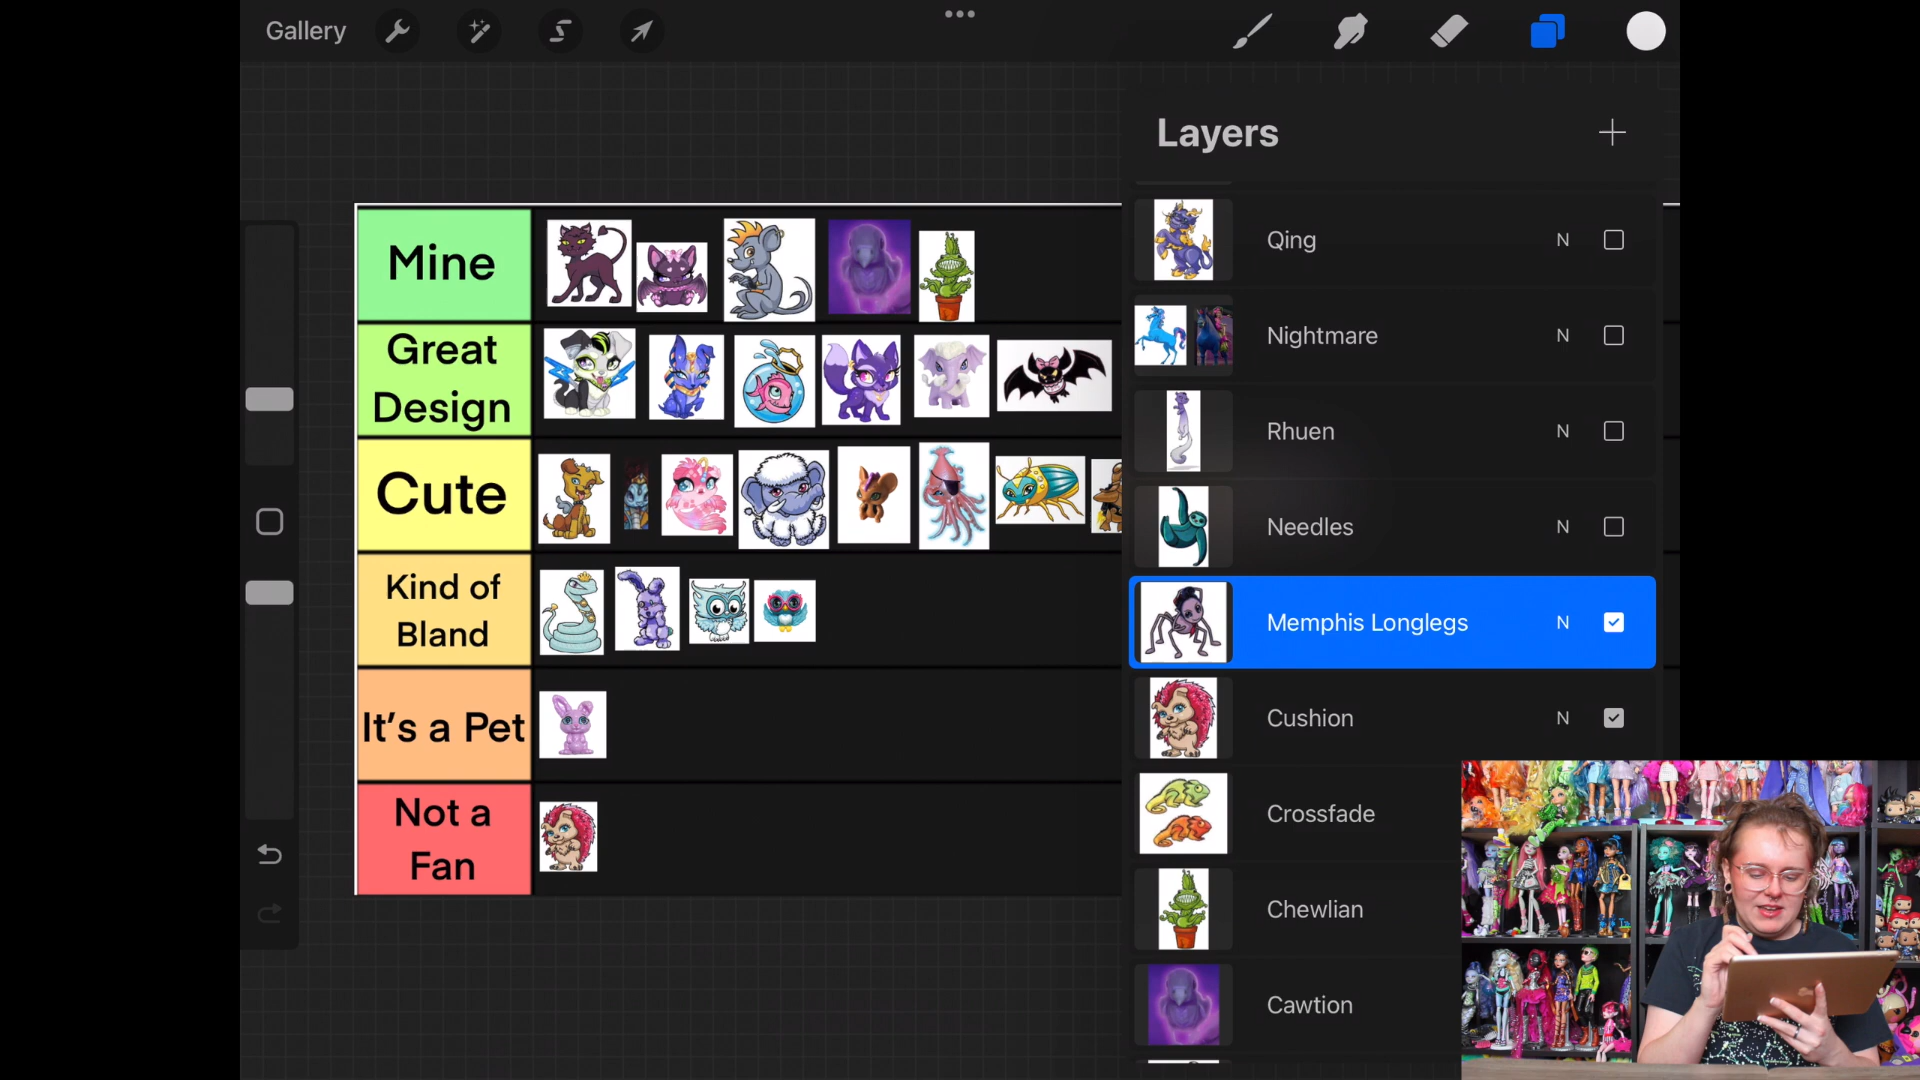 Gallery
Layers
Qing N
Nightmare N
Rhuen N
Needles N
Memphis Longlegs N
Cushion N
Crossfade
Chewlian
Cawtion
Mine
Great
Design
Cute
Kind of
Bland
It's a Pet
Not a
Fan